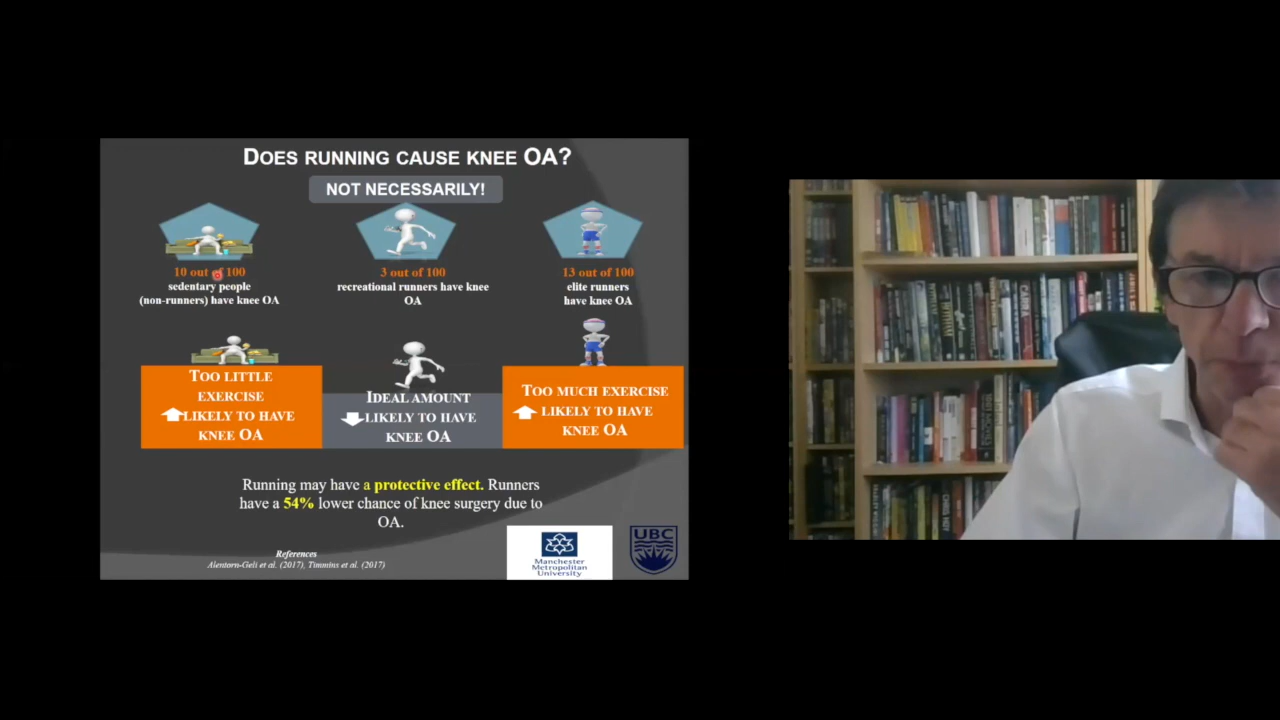 DOES RUNNING CAUSE KNEE OA?
NOT NECESSARILY!
10 out of 100
sedentary people
(non-runners) have knee OA
3 out of 100
recreational runners have knee
OA
13 out of 100
elite runners
have knee OA
TOO LITTLE
EXERCISE
LIKELY TO HAVE
KNEE OA
IDEAL AMOUNT
LIKELY TO HAVE
KNEE OA
TOO MUCH EXERCISE
LIKELY TO HAVE
KNEE OA
Running may have a protective effect. Runners
have a 54% lower chance of knee surgery due to
OA.
References
Alentorn-Geli et al. (2017), Timmins et al. (2017)
Manchester
Metropolitan
University
UBC